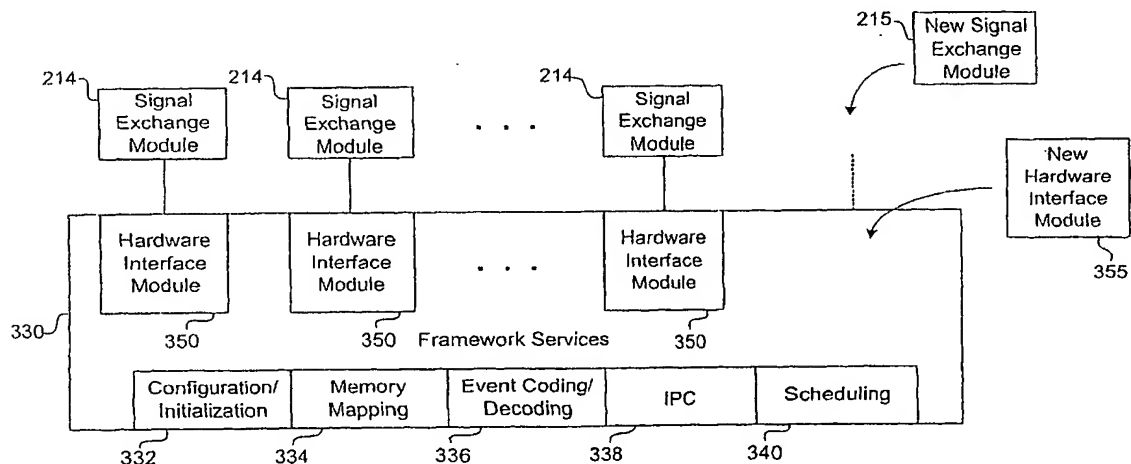 215
New Signal
Exchange
Module
214
Signal
Exchange
Module
214
Signal
Exchange
Module
. . .
214
Signal
Exchange
Module
New
Hardware
Interface
Module
355
Hardware
Interface
Module
350
Hardware
Interface
Module
350
. . .
Hardware
Interface
Module
350
330
Framework Services
Configuration/
Initialization
332
Memory
Mapping
334
Event Coding/
Decoding
336
IPC
338
Scheduling
340